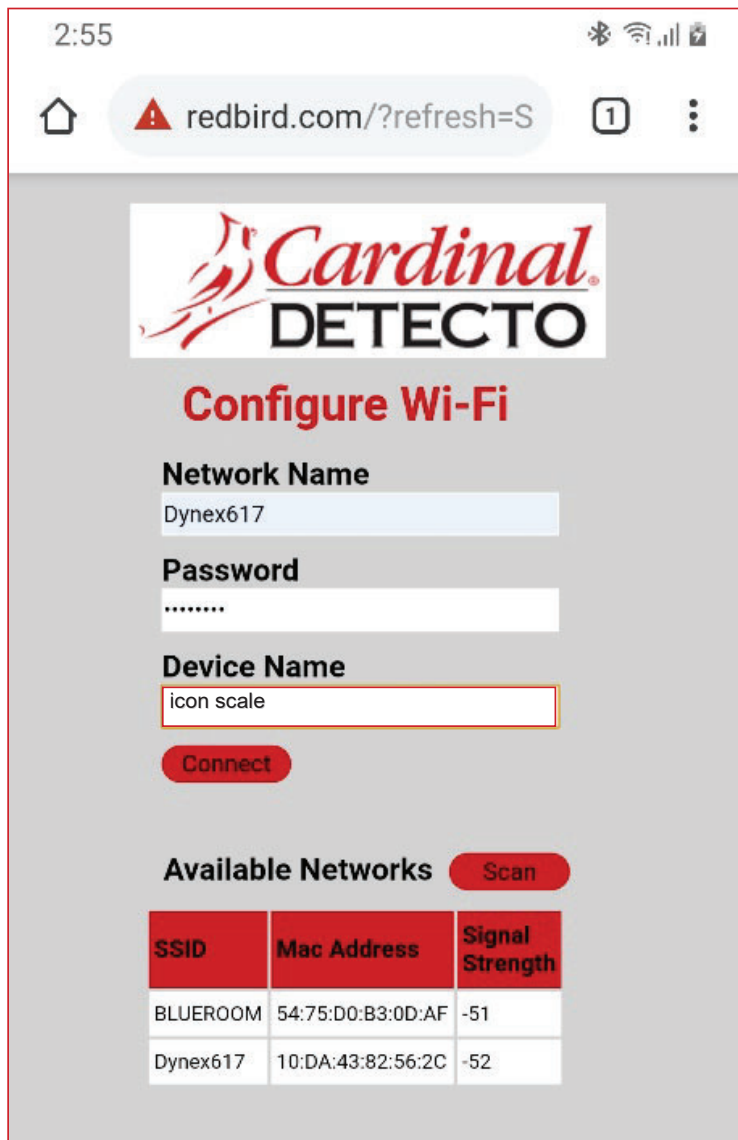 2:55
redbird.com/?refresh=S
1
Cardinal®
DETECTO
Configure Wi-Fi
Network Name
Dynex617
Password
••••••••
Device Name
icon scale
Connect
Available Networks Scan
SSID Mac Address Signal Strength
BLUEROOM 54:75:D0:B3:0D:AF -51
Dynex617 10:DA:43:82:56:2C -52